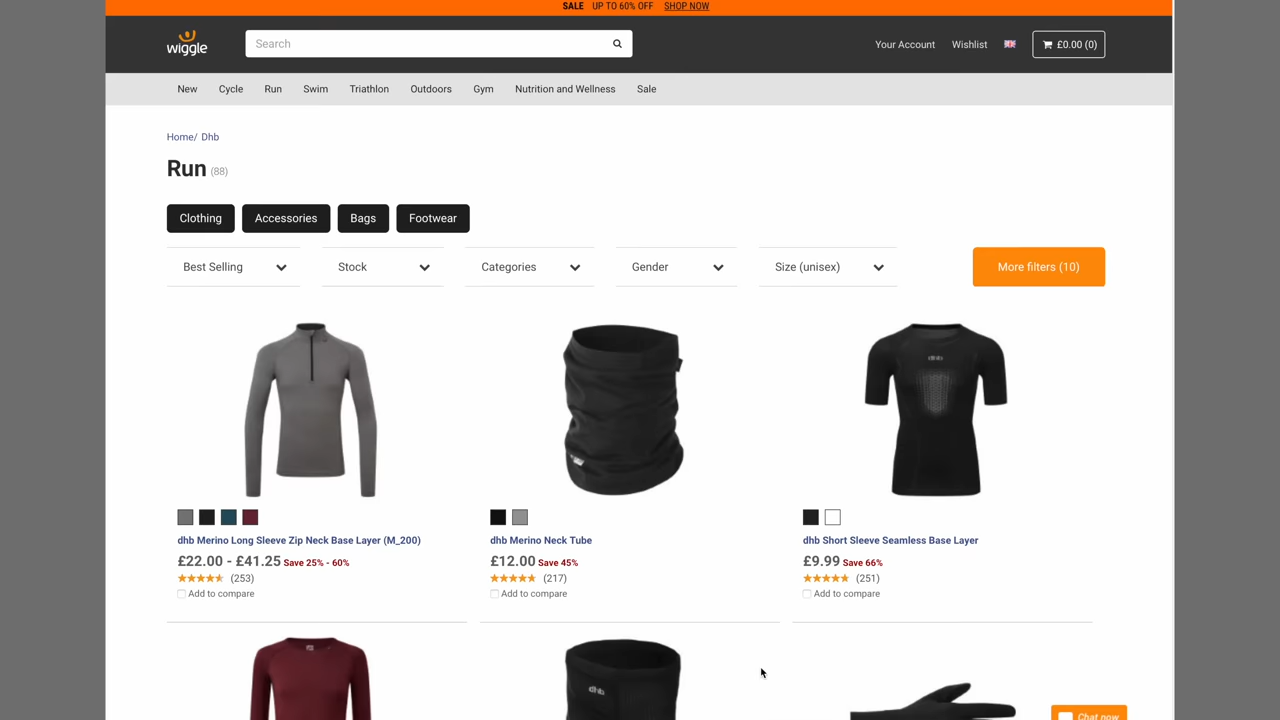 SALE UP TO 60% OFF SHOP NOW
wiggle
Search
Your Account Wishlist £0.00 (0)
New Cycle Run Swim Triathlon Outdoors Gym Nutrition and Wellness Sale
Home/ Dhb
Run (88)
Clothing Accessories Bags Footwear
Best Selling Stock Categories Gender Size (unisex) More filters (10)
dhb
dhb Merino Long Sleeve Zip Neck Base Layer (M_200)
£22.00 - £41.25 Save 25% - 60%
(253)
Add to compare
dhb Merino Neck Tube
£12.00 Save 45%
(217)
Add to compare
dhb Short Sleeve Seamless Base Layer
£9.99 Save 66%
(251)
Add to compare
dhb
Chat now